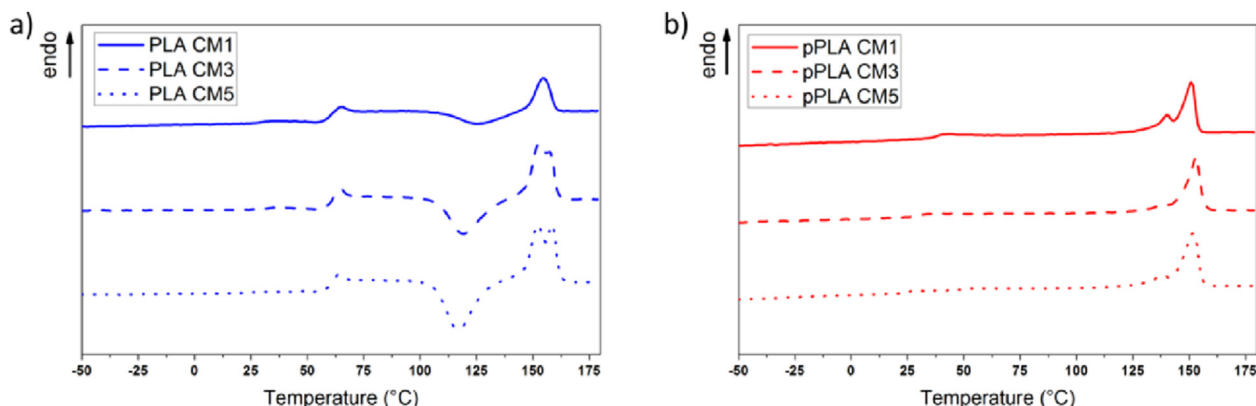 a)
endo
PLA CM1
PLA CM3
PLA CM5
-50 -25 0 25 50 75 100 125 150 175
Temperature (°C)
b)
endo
pPLA CM1
pPLA CM3
pPLA CM5
-50 -25 0 25 50 75 100 125 150 175
Temperature (°C)